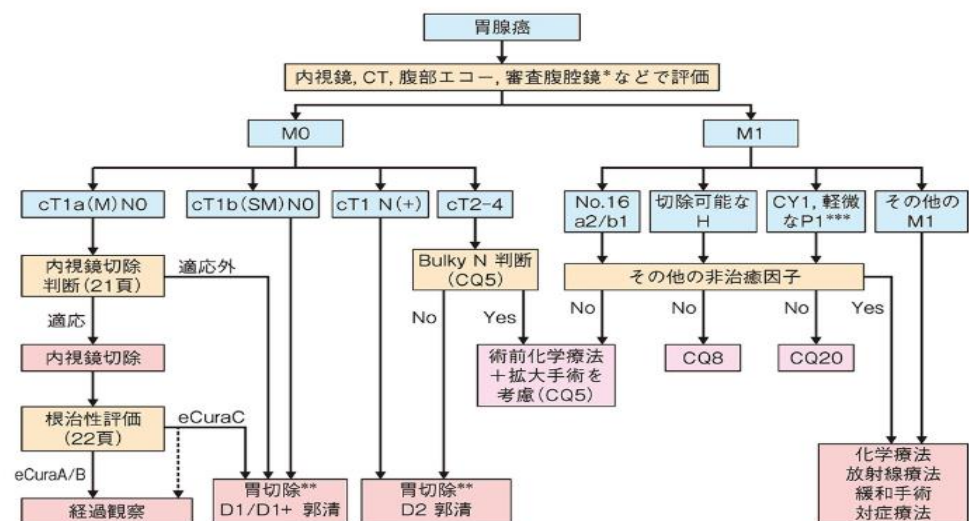 胃腺癌
内視鏡, CT, 腹部エコー, 審査腹腔鏡*などで評価
M0
M1
cT1a(M)N0
cT1b(SM)N0
cT1 N(+)
cT2-4
No.16
a2/b1
切除可能な
H
CY1, 軽微
なP1***
その他の
M1
内視鏡切除
判断(21頁)
適応外
Bulky N 判断
(CQ5)
その他の非治癒因子
適応
No
Yes
No
No
No
Yes
内視鏡切除
術前化学療法
+拡大手術を
考慮(CQ5)
CQ8
CQ20
根治性評価
(22頁)
eCuraC
eCuraA/B
経過観察
胃切除**
D1/D1+ 郭清
胃切除**
D2 郭清
化学療法
放射線療法
緩和手術
対症療法